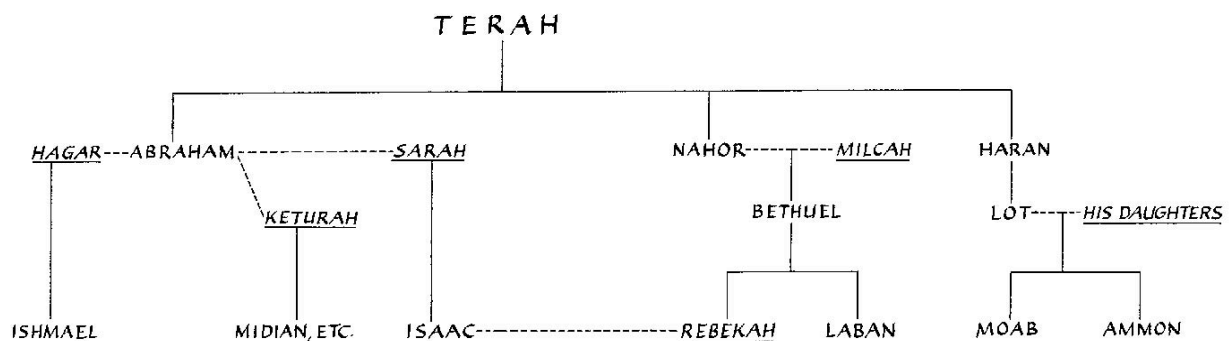 TERAH
HAGAR ABRAHAM SARAH NAHOR MILCAH HARAN
KETURAH BETHUEL LOT HIS DAUGHTERS
ISHMAEL MIDIAN, ETC. ISAAC REBEKAH LABAN MOAB AMMON